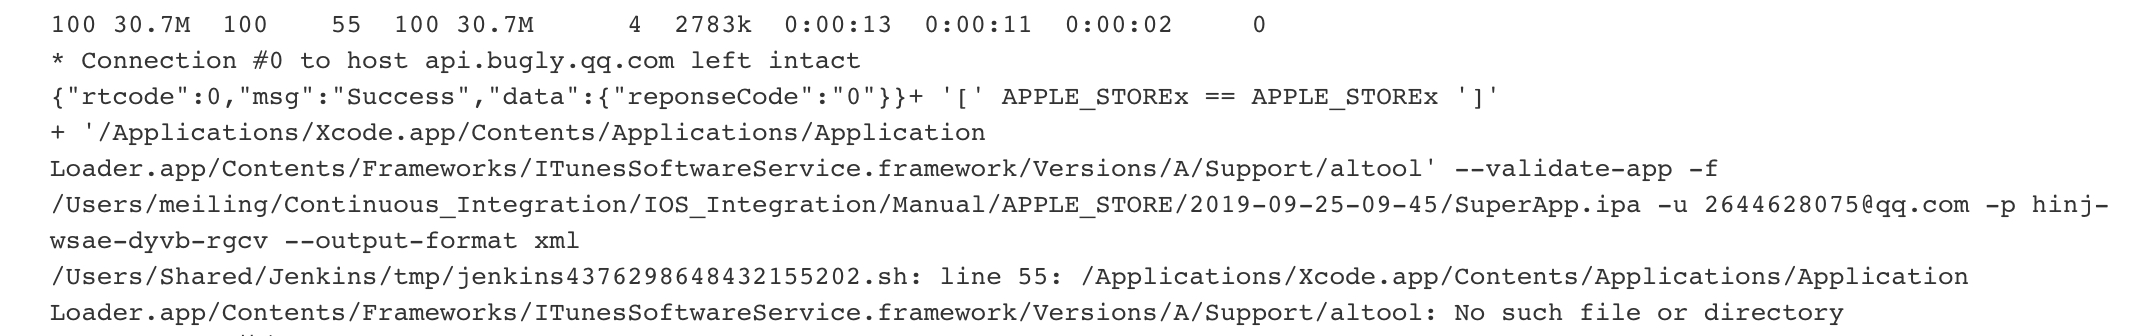 100 30.7M  100    55  100 30.7M      4  2783k  0:00:13  0:00:11  0:00:02     0
* Connection #0 to host api.bugly.qq.com left intact
{"rtcode":0,"msg":"Success","data":{"reponseCode":"0"}}+ '[' APPLE_STOREx == APPLE_STOREx ']'
+ '/Applications/Xcode.app/Contents/Applications/Application
Loader.app/Contents/Frameworks/ITunesSoftwareService.framework/Versions/A/Support/altool' --validate-app -f
/Users/meiling/Continuous_Integration/IOS_Integration/Manual/APPLE_STORE/2019-09-25-09-45/SuperApp.ipa -u 2644628075@qq.com -p hinj-
wsae-dyvb-rgcv --output-format xml
/Users/Shared/Jenkins/tmp/jenkins4376298648432155202.sh: line 55: /Applications/Xcode.app/Contents/Applications/Application
Loader.app/Contents/Frameworks/ITunesSoftwareService.framework/Versions/A/Support/altool: No such file or directory